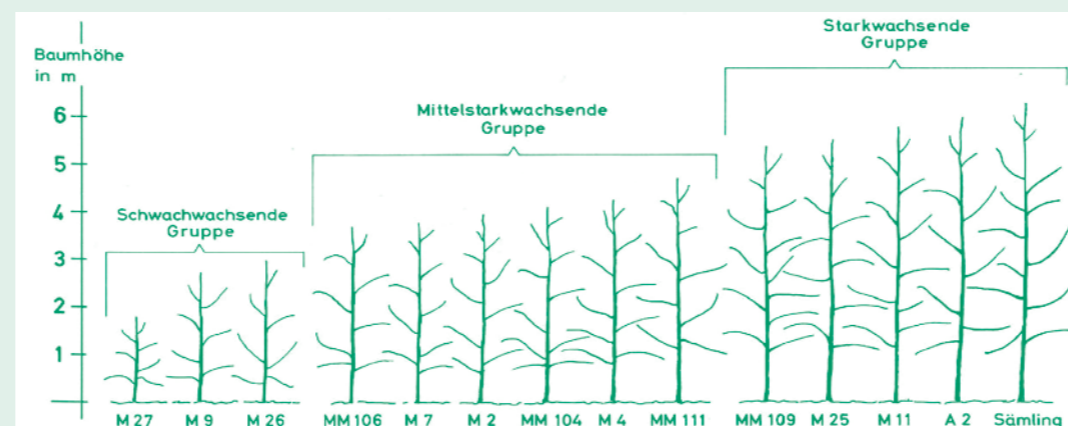 Baumhöhe
in m
6
5
4
3
2
1
Schwachwachsende
Gruppe
Mittelstarkwachsende
Gruppe
Starkwachsende
Gruppe
M 27 M 9 M 26 MM 106 M 7 M 2 MM 104 M 4 MM 111 MM 109 M 25 M 11 A 2 Sämling